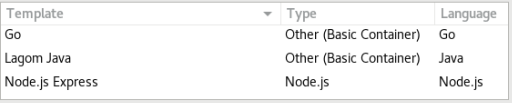 Template Type Language
Go Other (Basic Container) Go
Lagom Java Other (Basic Container) Java
Node.js Express Node.js Node.js